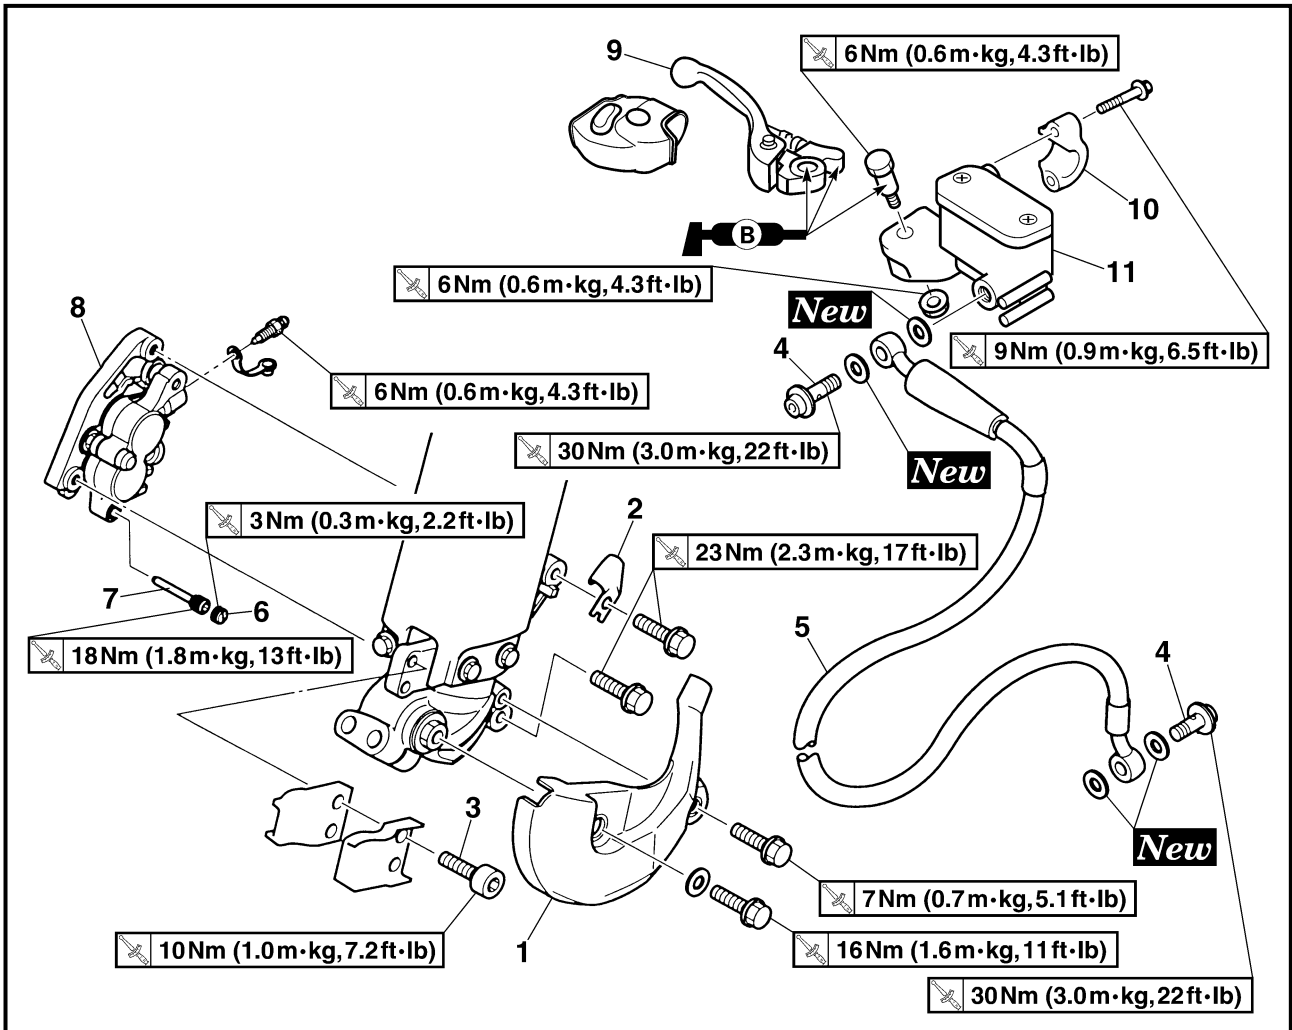 9
6Nm (0.6m•kg, 4.3ft•lb)
10
B
11
6Nm (0.6m•kg, 4.3ft•lb)
New
8
4
9Nm (0.9m•kg, 6.5ft•lb)
6Nm (0.6m•kg, 4.3ft•lb)
30Nm (3.0m•kg, 22ft•lb)
New
3Nm (0.3m•kg, 2.2ft•lb)
2
23Nm (2.3m•kg, 17ft•lb)
7
6
5
18Nm (1.8m•kg, 13ft•lb)
4
3
New
7Nm (0.7m•kg, 5.1ft•lb)
10Nm (1.0m•kg, 7.2ft•lb)
1
16Nm (1.6m•kg, 11ft•lb)
30Nm (3.0m•kg, 22ft•lb)